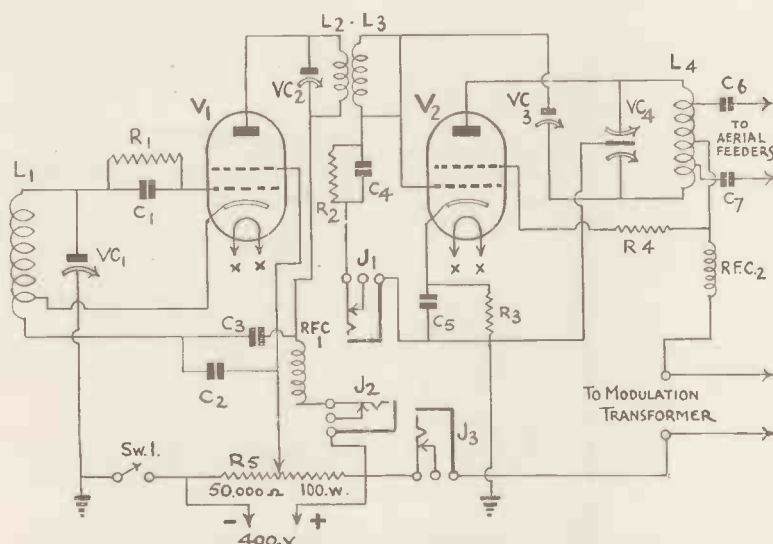 L2 · L3
L4
C6
VC2
V1
V2
VC3
VC4
TO
AERIAL
FEEDERS
R1
L1
C1
R2
C4
C7
VC1
R4
x x
x x
J1
R.F.C.2
C5
R3
C3
RFC
1
C2
J2
TO MODULATION
TRANSFORMER
J3
Sw.1.
R5
50,000 Ω 100.W.
- +
400.V